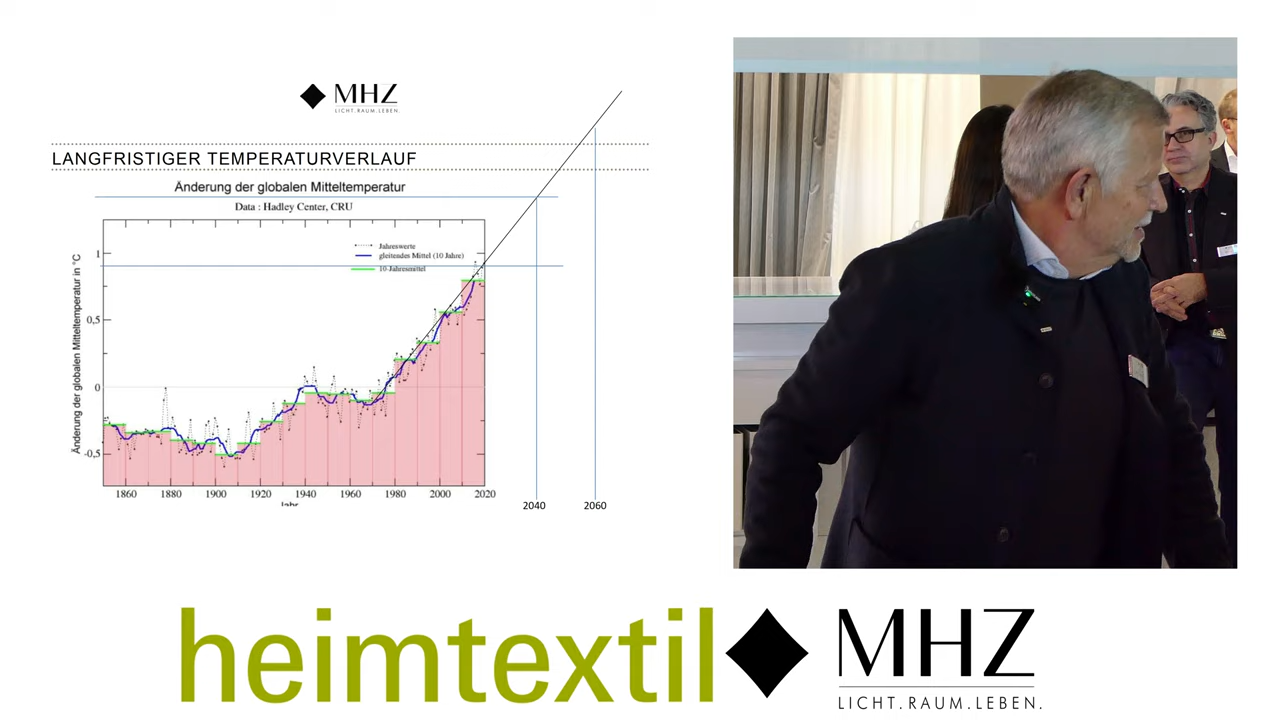 MHZ
LICHT.RAUM.LEBEN.
LANGFRISTIGER TEMPERATURVERLAUF
Änderung der globalen Mitteltemperatur
Data : Hadley Center, CRU
Jahreswerte
gleitendes Mittel (10 Jahre)
10-Jahresmittel
Änderung der globalen Mitteltemperatur in °C
1
0,5
0
-0,5
1860 1880 1900 1920 1940 1960 1980 2000 2020
Jahr
2040 2060
heimtextil MHZ
LICHT.RAUM.LEBEN.